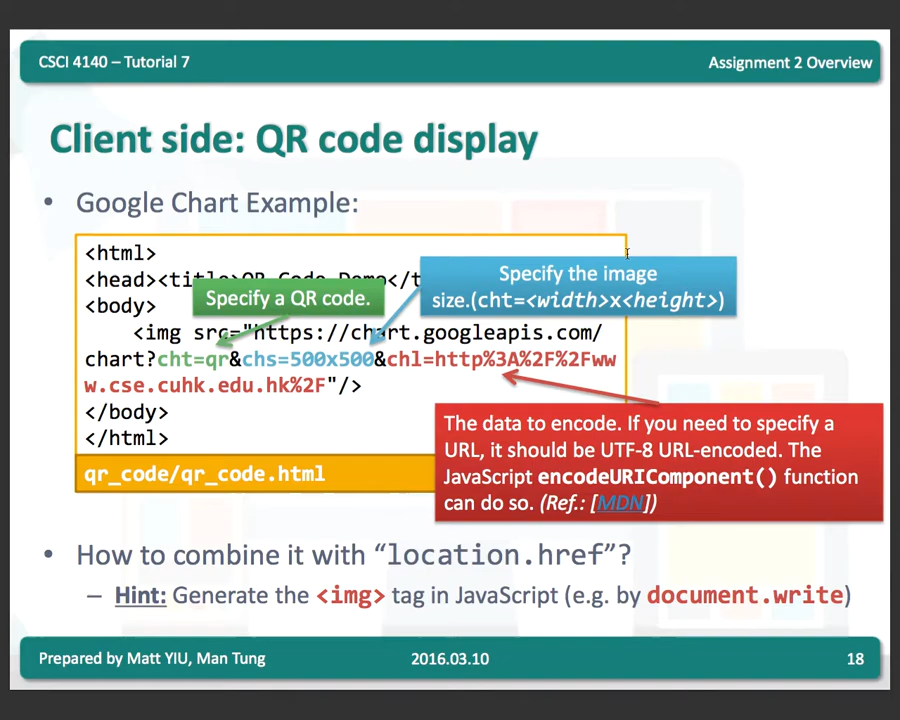 CSCI 4140 – Tutorial 7
Assignment 2 Overview
Client side: QR code display
• Google Chart Example:
<html>
<head><title>QR Code Demo</t
<body>
<img src="https://chart.googleapis.com/
chart?cht=qr&chs=500x500&chl=http%3A%2F%2Fww
w.cse.cuhk.edu.hk%2F"/>
</body>
</html>
qr_code/qr_code.html
Specify a QR code.
Specify the image
size.(cht=<width>x<height>)
The data to encode. If you need to specify a
URL, it should be UTF-8 URL-encoded. The
JavaScript encodeURIComponent() function
can do so. (Ref.: [MDN])
• How to combine it with “location.href”?
– Hint: Generate the <img> tag in JavaScript (e.g. by document.write)
Prepared by Matt YIU, Man Tung
2016.03.10
18